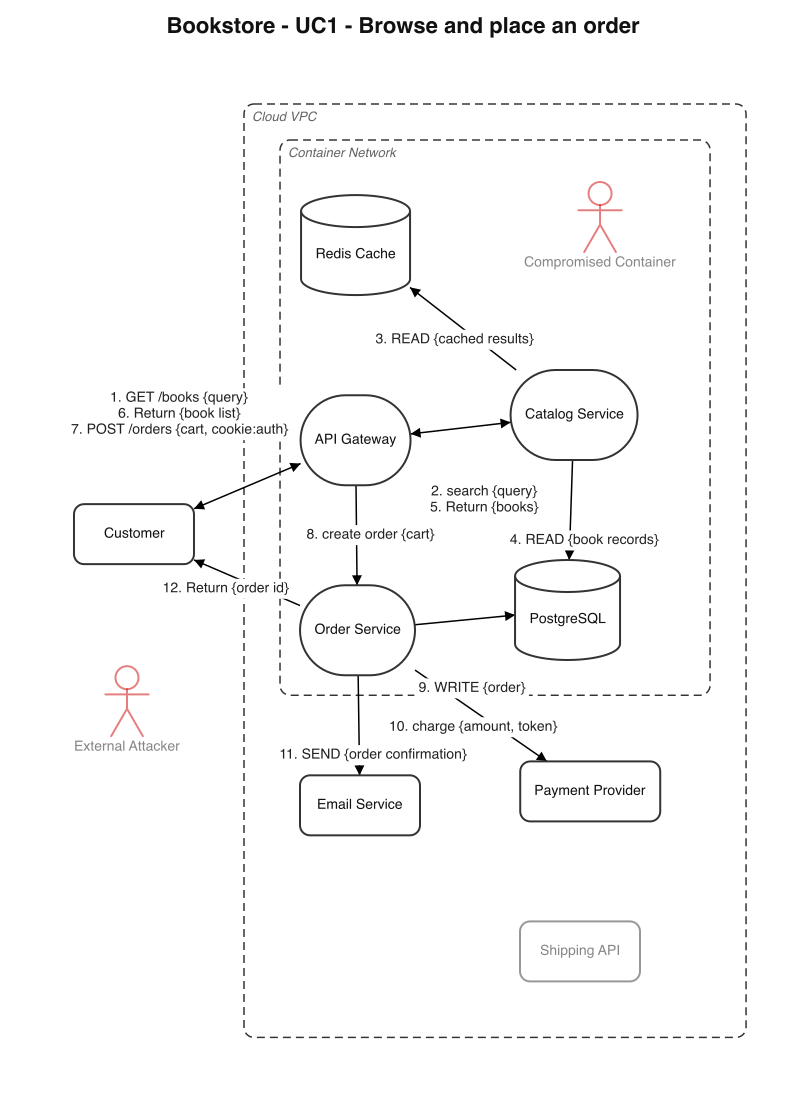 Bookstore - UC1 - Browse and place an order
Cloud VPC
Container Network
Redis Cache
Compromised Container
3. READ {cached results}
1. GET /books {query}
6. Return {book list}
7. POST /orders {cart, cookie:auth}
API Gateway
Catalog Service
2. search {query}
5. Return {books}
Customer
8. create order {cart}
4. READ {book records}
12. Return {order id}
Order Service
PostgreSQL
9. WRITE {order}
External Attacker
10. charge {amount, token}
11. SEND {order confirmation}
Email Service
Payment Provider
Shipping API